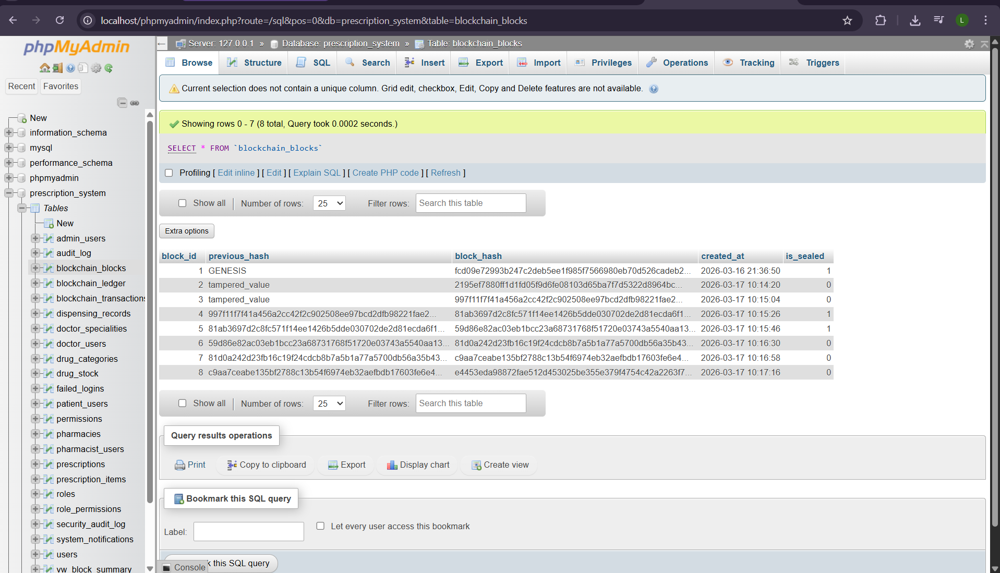 localhost/phpmyadmin/index.php?route=/sql&pos=0&db=prescription_system&table=blockchain_blocks
L
phpMyAdmin
Recent Favorites
New
information_schema
mysql
performance_schema
phpmyadmin
prescription_system
Tables
New
admin_users
audit_log
blockchain_blocks
blockchain_ledger
blockchain_transactions
dispensing_records
doctor_specialities
doctor_users
drug_categories
drug_stock
failed_logins
patient_users
permissions
pharmacies
pharmacist_users
prescriptions
prescription_items
roles
role_permissions
security_audit_log
system_notifications
users
vw_block_summary
Server: 127.0.0.1 » Database: prescription_system » Table: blockchain_blocks
Browse Structure SQL Search Insert Export Import Privileges Operations Tracking Triggers
Current selection does not contain a unique column. Grid edit, checkbox, Edit, Copy and Delete features are not available.
Showing rows 0 - 7 (8 total, Query took 0.0002 seconds.)
SELECT * FROM `blockchain_blocks`
Profiling [ Edit inline ] [ Edit ] [ Explain SQL ] [ Create PHP code ] [ Refresh ]
Show all Number of rows: 25 Filter rows: Search this table
Extra options
block_id previous_hash block_hash created_at is_sealed
1 GENESIS fcd09e72993b247c2deb5ee1f985f7566980eb70d526cadeb2... 2026-03-16 21:36:50 1
2 tampered_value 2195ef7880ff1d1fd05f9d6fe08103d65ba7f7d5322d8964bc... 2026-03-17 10:14:20 0
3 tampered_value 997f11f7f41a456a2cc42f2c902508ee97bcd2dfb98221fae2... 2026-03-17 10:15:04 0
4 997f11f7f41a456a2cc42f2c902508ee97bcd2dfb98221fae2... 81ab3697d2c8fc571f14ee1426b5dde030702de2d81ecda6f1... 2026-03-17 10:15:26 1
5 81ab3697d2c8fc571f14ee1426b5dde030702de2d81ecda6f1... 59d86e82ac03eb1bcc23a68731768f51720e03743a5540aa13... 2026-03-17 10:15:46 1
6 59d86e82ac03eb1bcc23a68731768f51720e03743a5540aa13... 81d0a242d23fb16c19f24cdcb8b7a5b1a77a5700db56a35b43... 2026-03-17 10:16:30 0
7 81d0a242d23fb16c19f24cdcb8b7a5b1a77a5700db56a35b43... c9aa7ceabe135bf2788c13b54f6974eb32aefbdb17603fe6e4... 2026-03-17 10:16:58 0
8 c9aa7ceabe135bf2788c13b54f6974eb32aefbdb17603fe6e4... e4453eda98872fae512d453025be355e379f4754c42a2263f7... 2026-03-17 10:17:16 0
Show all Number of rows: 25 Filter rows: Search this table
Query results operations
Print Copy to clipboard Export Display chart Create view
Bookmark this SQL query
Label: Let every user access this bookmark
k this SQL query
Console